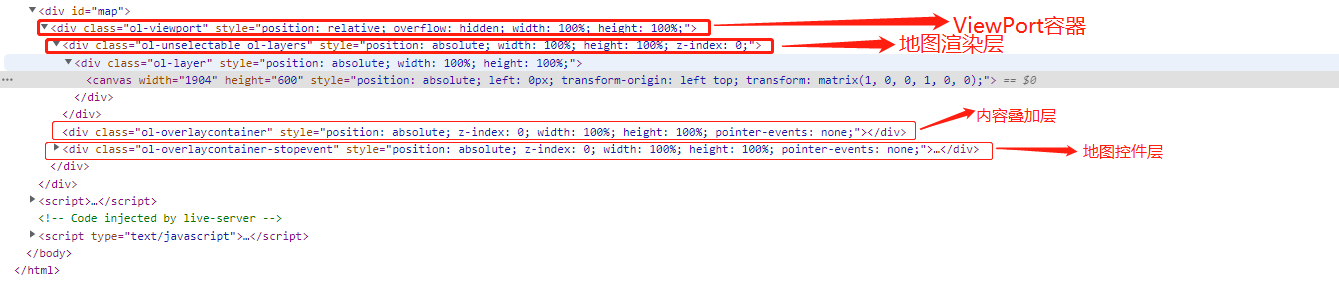 <div id="map">
<div class="ol-viewport" style="position: relative; overflow: hidden; width: 100%; height: 100%;">
ViewPort容器
<div class="ol-unselectable ol-layers" style="position: absolute; width: 100%; height: 100%; z-index: 0;">
地图渲染层
<div class="ol-layer" style="position: absolute; width: 100%; height: 100%;">
<canvas width="1904" height="600" style="position: absolute; left: 0px; transform-origin: left top; transform: matrix(1, 0, 0, 1, 0, 0);"> == $0
</div>
</div>
<div class="ol-overlaycontainer" style="position: absolute; z-index: 0; width: 100%; height: 100%; pointer-events: none;"></div>
内容叠加层
<div class="ol-overlaycontainer-stopevent" style="position: absolute; z-index: 0; width: 100%; height: 100%; pointer-events: none;">…</div>
地图控件层
</div>
</div>
<script>…</script>
<!-- Code injected by live-server -->
<script type="text/javascript">…</script>
</body>
</html>